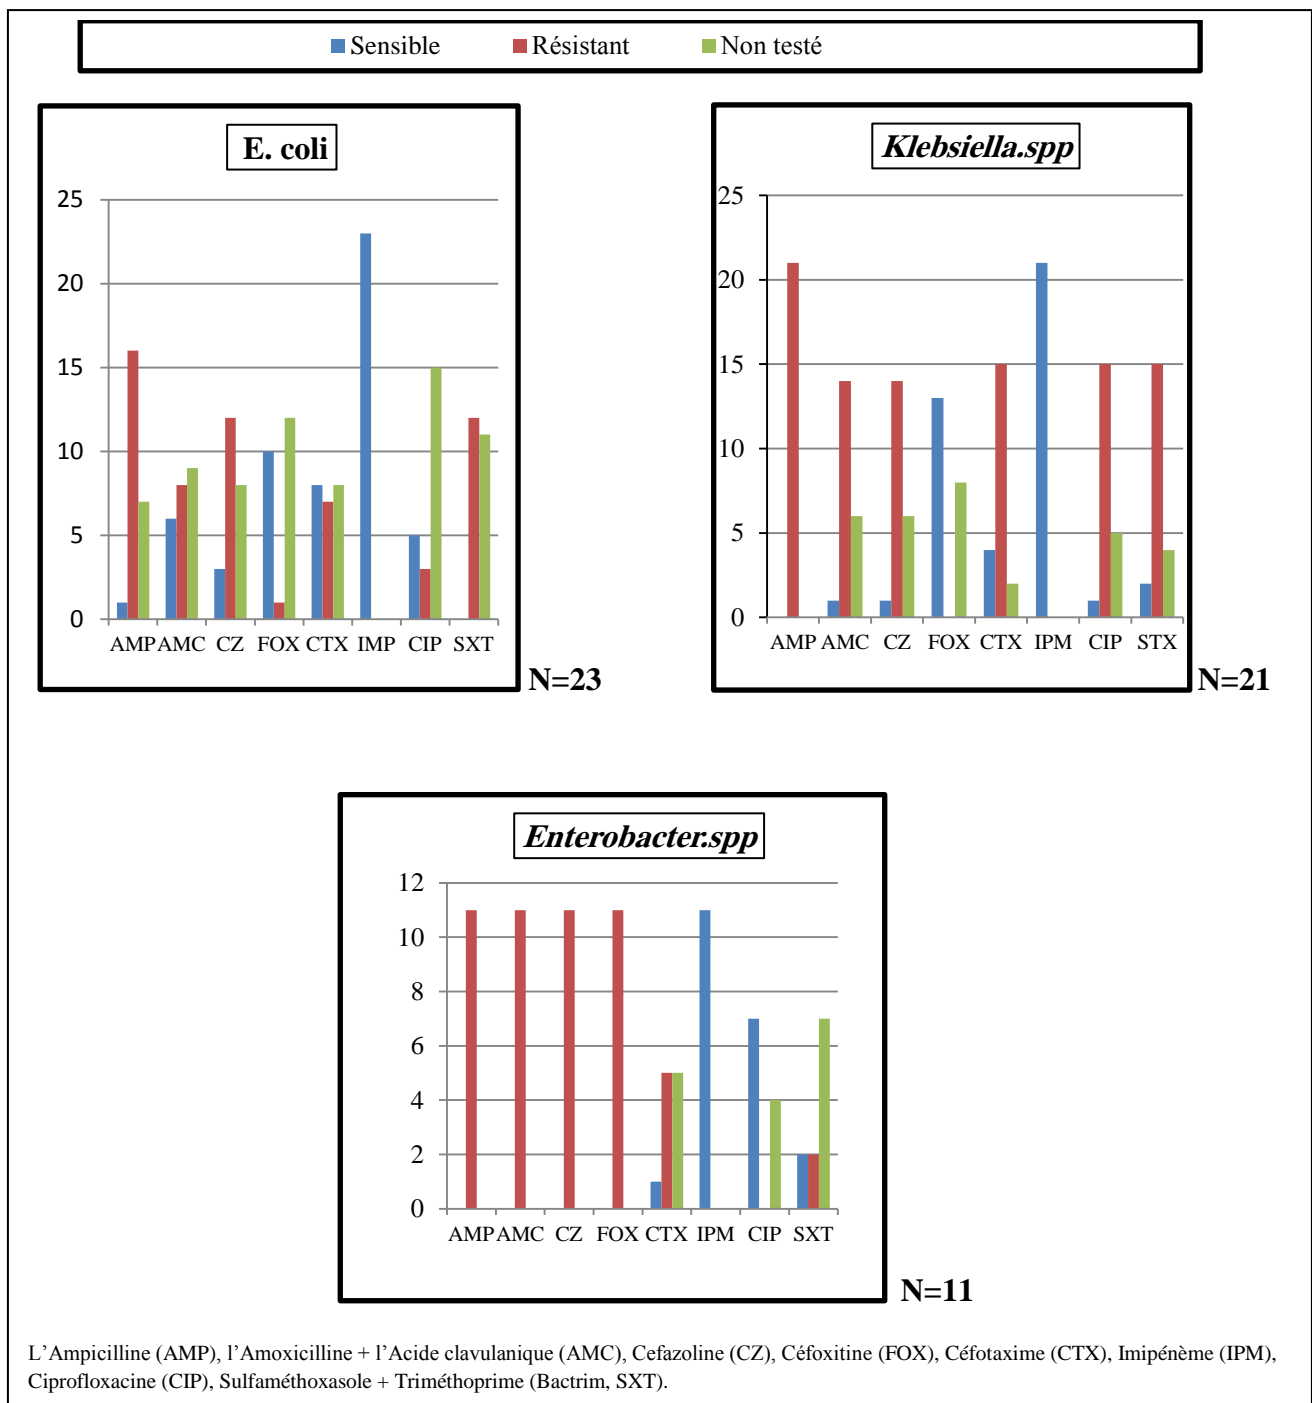 Sensible Résistant Non testé
E. coli
25
20
15
10
5
0
AMP AMC CZ FOX CTX IMP CIP SXT
N=23
Klebsiella.spp
25
20
15
10
5
0
AMP AMC CZ FOX CTX IPM CIP STX
N=21
Enterobacter.spp
12
10
8
6
4
2
0
AMP AMC CZ FOX CTX IPM CIP SXT
N=11
L'Ampicilline (AMP), l'Amoxicilline + l'Acide clavulanique (AMC), Cefazoline (CZ), Céfoxitine (FOX), Céfotaxime (CTX), Imipénème (IPM),
Ciprofloxacine (CIP), Sulfaméthoxasole + Triméthoprime (Bactrim, SXT).